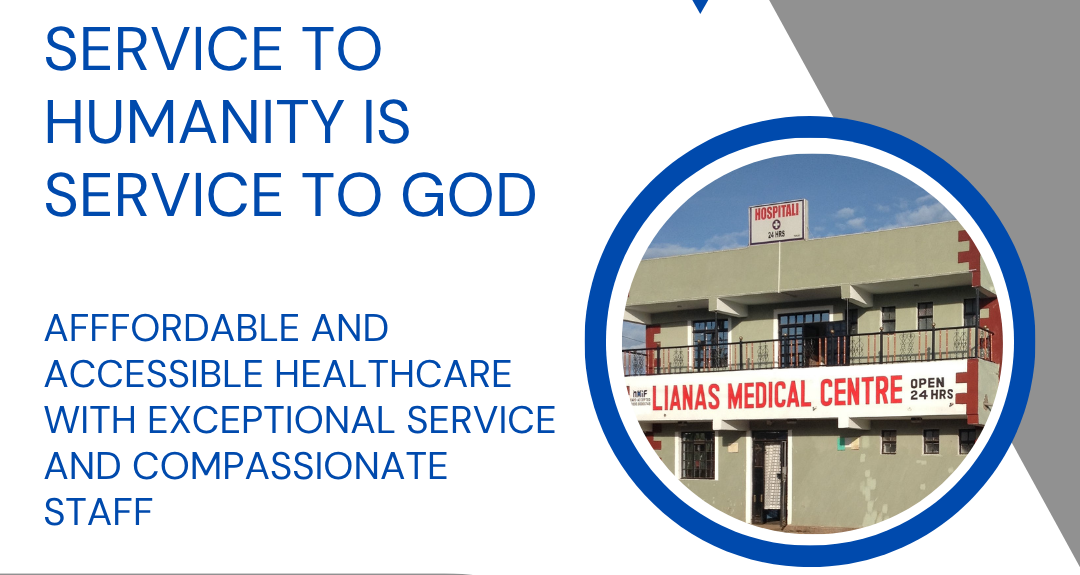 SERVICE TO
HUMANITY IS
SERVICE TO GOD
AFFFORDABLE AND
ACCESSIBLE HEALTHCARE
WITH EXCEPTIONAL SERVICE
AND COMPASSIONATE
STAFF
HOSPITALI
24 HRS
LIANAS MEDICAL CENTRE
OPEN
24 HRS